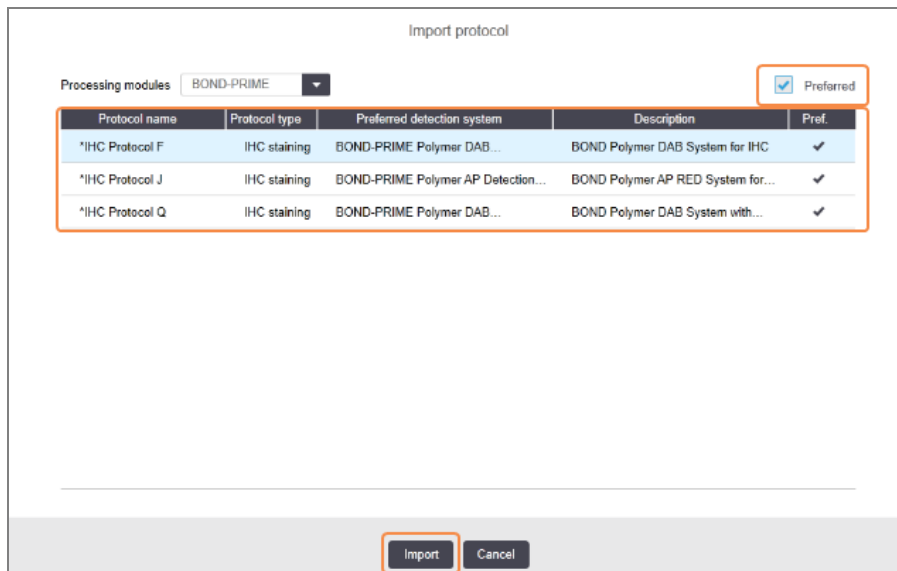 Import protocol
Processing modules BOND-PRIME Preferred
Protocol name Protocol type Preferred detection system Description Pref.
*IHC Protocol F IHC staining BOND-PRIME Polymer DAB... BOND Polymer DAB System for IHC
*IHC Protocol J IHC staining BOND-PRIME Polymer AP Detection... BOND Polymer AP RED System for...
*IHC Protocol Q IHC staining BOND-PRIME Polymer DAB... BOND Polymer DAB System with...
Import Cancel